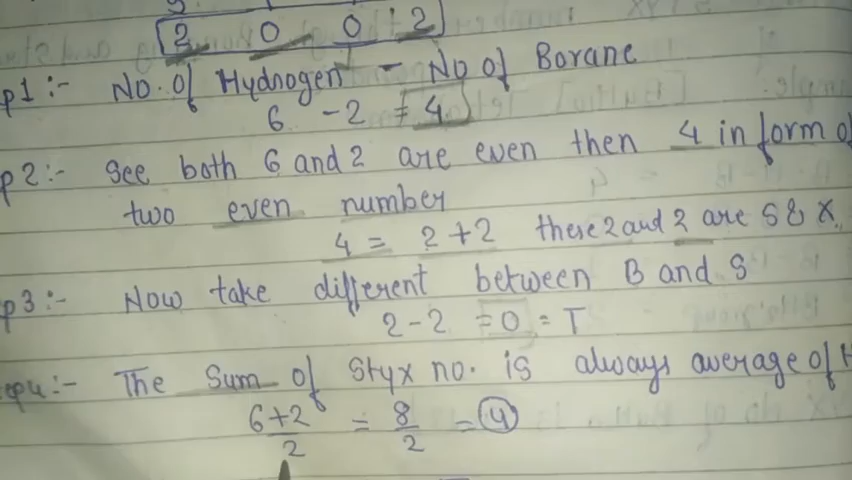 2 0 0 2
p1:- No. of Hydrogen - No of Borane
6 - 2 = 4
p2:- See both 6 and 2 are even then 4 in form of
two even number
4 = 2 + 2 these 2 and 2 are S & X.
p3:- Now take different between B and S
2 - 2 = 0 = T
ep4:- The Sum of Styx no. is always average of H
6+2/2 = 8/2 = 4